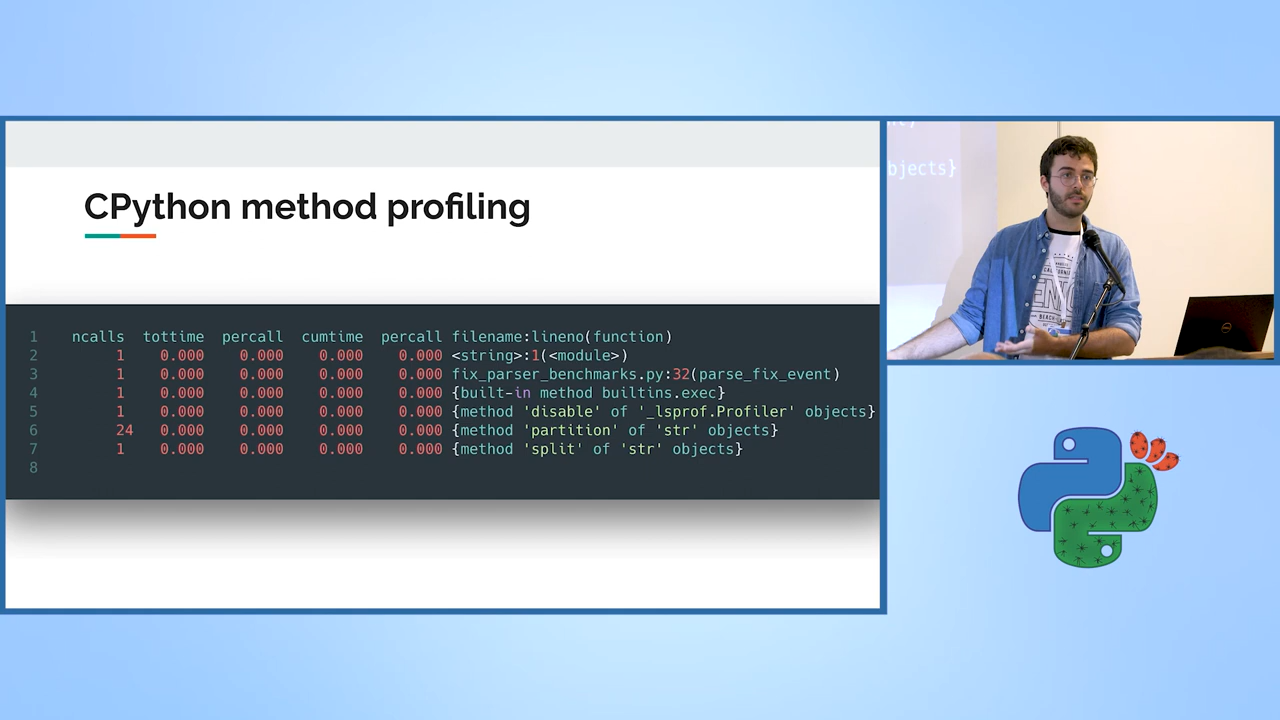 CPython method profiling
1 ncalls tottime percall cumtime percall filename:lineno(function)
2 1 0.000 0.000 0.000 0.000 <string>:1(<module>)
3 1 0.000 0.000 0.000 0.000 fix_parser_benchmarks.py:32(parse_fix_event)
4 1 0.000 0.000 0.000 0.000 {built-in method builtins.exec}
5 1 0.000 0.000 0.000 0.000 {method 'disable' of '_lsprof.Profiler' objects}
6 24 0.000 0.000 0.000 0.000 {method 'partition' of 'str' objects}
7 1 0.000 0.000 0.000 0.000 {method 'split' of 'str' objects}
8
bjects}
CALIFORNIA
BEACH